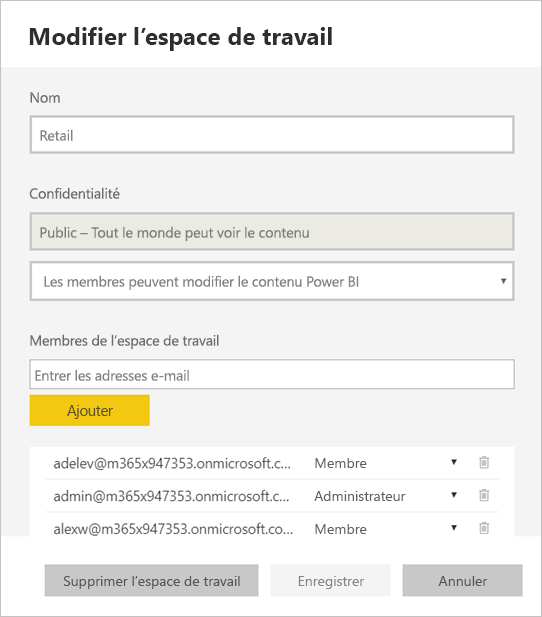 Modifier l’espace de travail
Nom
Retail
Confidentialité
Public – Tout le monde peut voir le contenu
Les membres peuvent modifier le contenu Power BI
Membres de l’espace de travail
Entrer les adresses e-mail
Ajouter
adelev@m365x947353.onmicrosoft.c... Membre
admin@m365x947353.onmicrosoft.c... Administrateur
alexw@m365x947353.onmicrosoft.co... Membre
Supprimer l’espace de travail Enregistrer Annuler